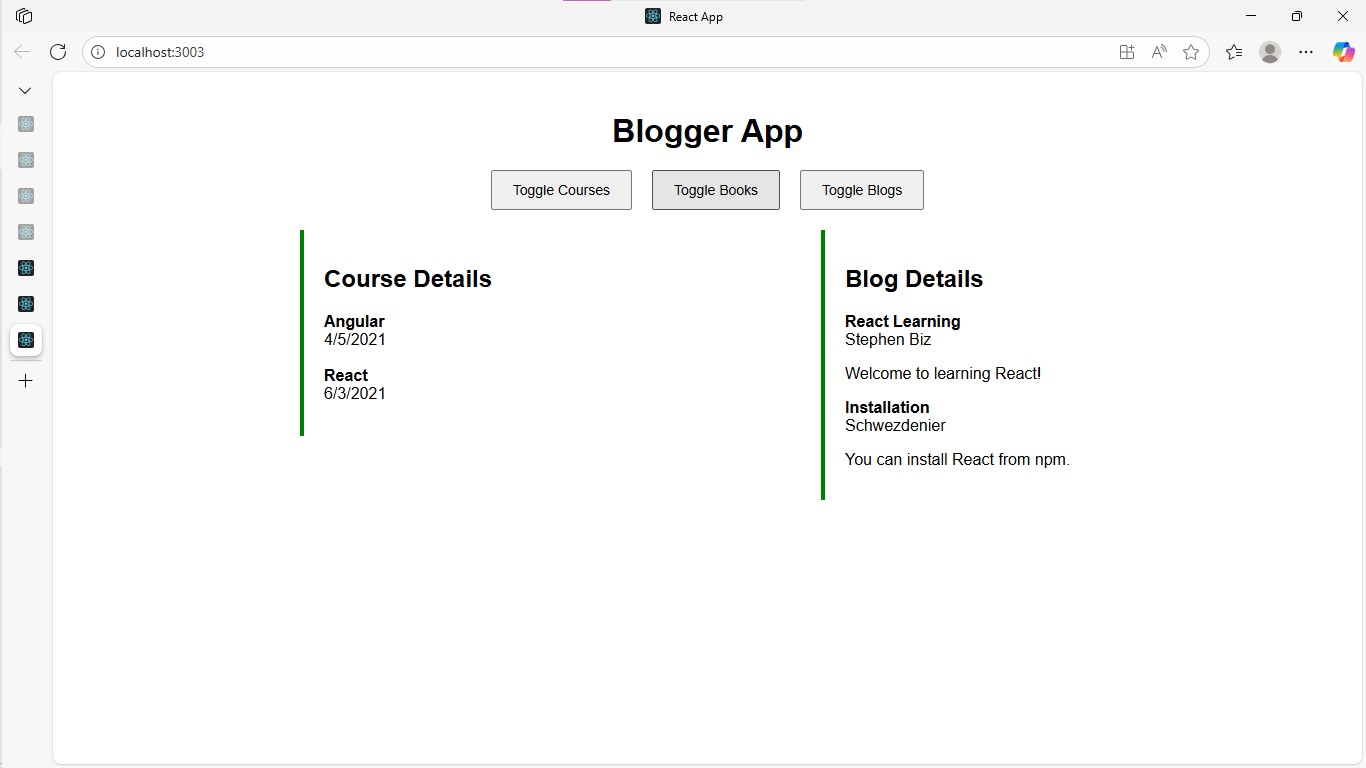 React App
localhost:3003
Blogger App
Toggle Courses
Toggle Books
Toggle Blogs
Course Details
Angular
4/5/2021
React
6/3/2021
Blog Details
React Learning
Stephen Biz
Welcome to learning React!
Installation
Schwezdenier
You can install React from npm.